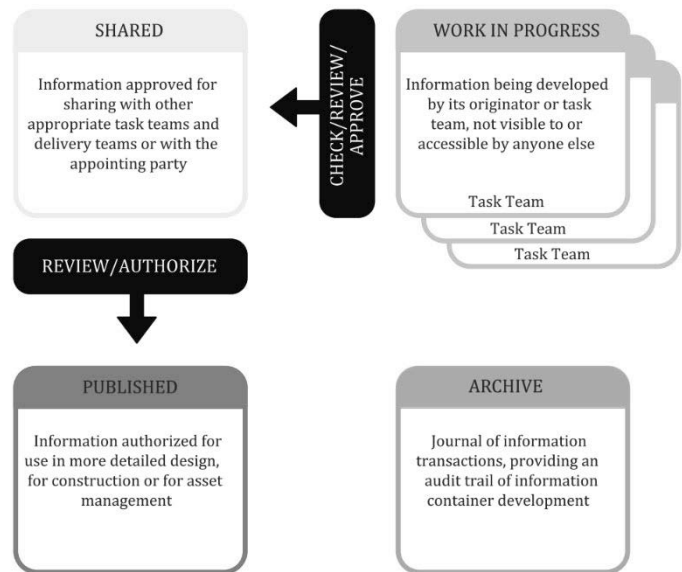 SHARED
Information approved for
sharing with other
appropriate task teams and
delivery teams or with the
appointing party
CHECK/REVIEW/
APPROVE
WORK IN PROGRESS
Information being developed
by its originator or task
team, not visible to or
accessible by anyone else
Task Team
Task Team
Task Team
REVIEW/AUTHORIZE
PUBLISHED
Information authorized for
use in more detailed design,
for construction or for asset
management
ARCHIVE
Journal of information
transactions, providing an
audit trail of information
container development